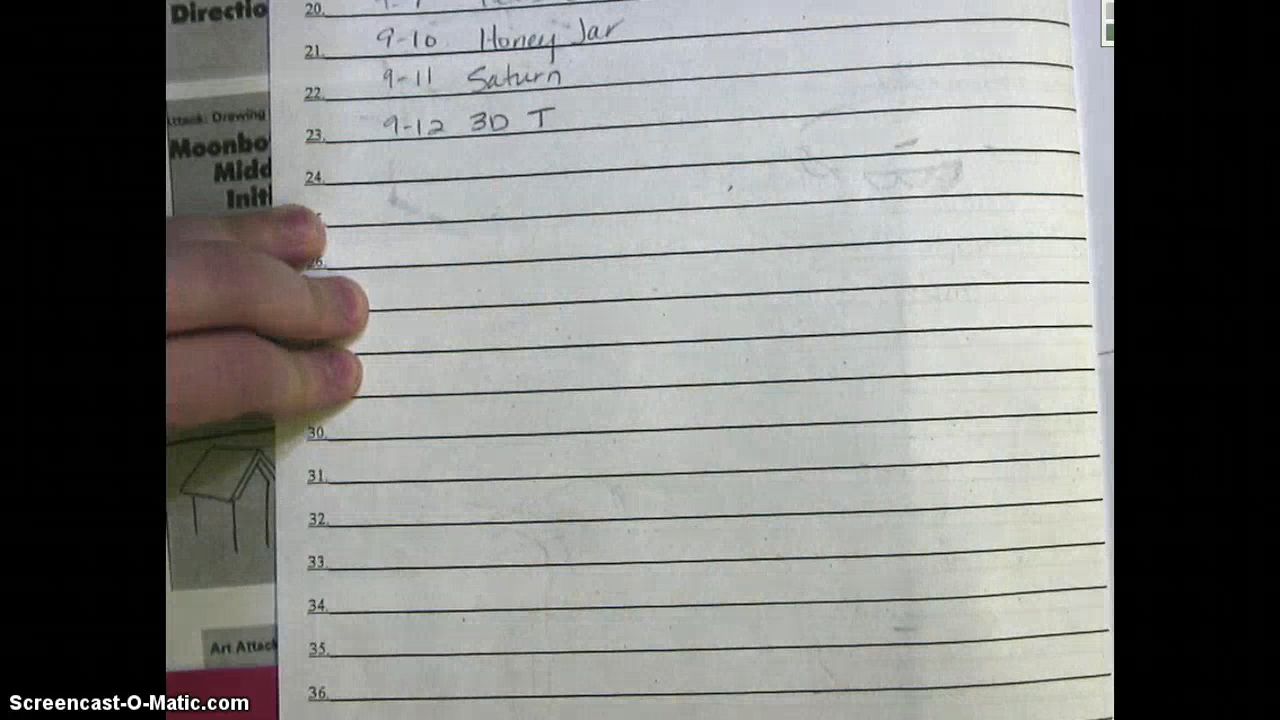 Directio
20.
9-10 Honey Jar
21.
9-11 Saturn
22.
9-12 3D T
23.
24.
26.
30.
31.
32.
33.
34.
35.
36.
Attack: Drawing
Moonbo
Midd
Initi
Art Attack
Screencast-O-Matic.com